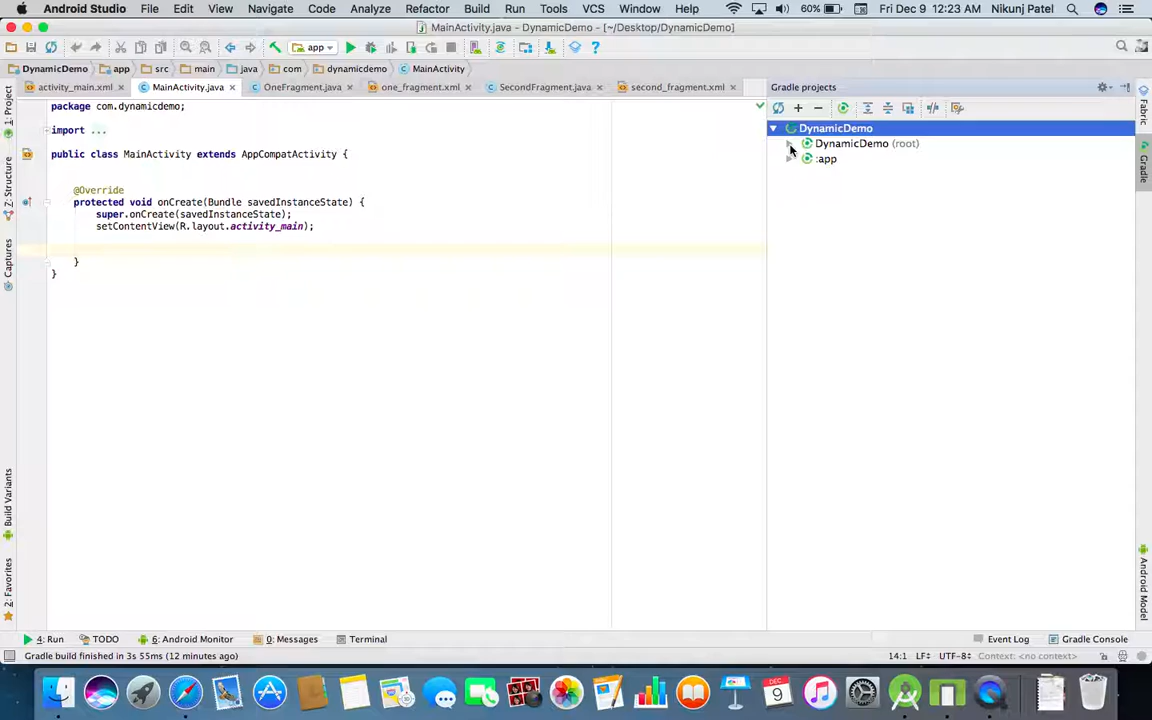 Android Studio File Edit View Navigate Code Analyze Refactor Build Run Tools VCS Window Help 60% Fri Dec 9 12:23 AM Nikunj Patel
MainActivity.java - DynamicDemo - [~/Desktop/DynamicDemo]
app
DynamicDemo app src main java com dynamicdemo MainActivity
activity_main.xml MainActivity.java OneFragment.java one_fragment.xml SecondFragment.java second_fragment.xml Gradle projects
package com.dynamicdemo;
import ...
public class MainActivity extends AppCompatActivity {
@Override
protected void onCreate(Bundle savedInstanceState) {
super.onCreate(savedInstanceState);
setContentView(R.layout.activity_main);
}
}
DynamicDemo
DynamicDemo (root)
:app
1: Project
7: Structure
Captures
Build Variants
2: Favorites
Fabric
Gradle
Android Model
4: Run TODO 6: Android Monitor 0: Messages Terminal Event Log Gradle Console
Gradle build finished in 3s 55ms (12 minutes ago) 14:1 LF÷ UTF-8÷ Context: <no context>
9